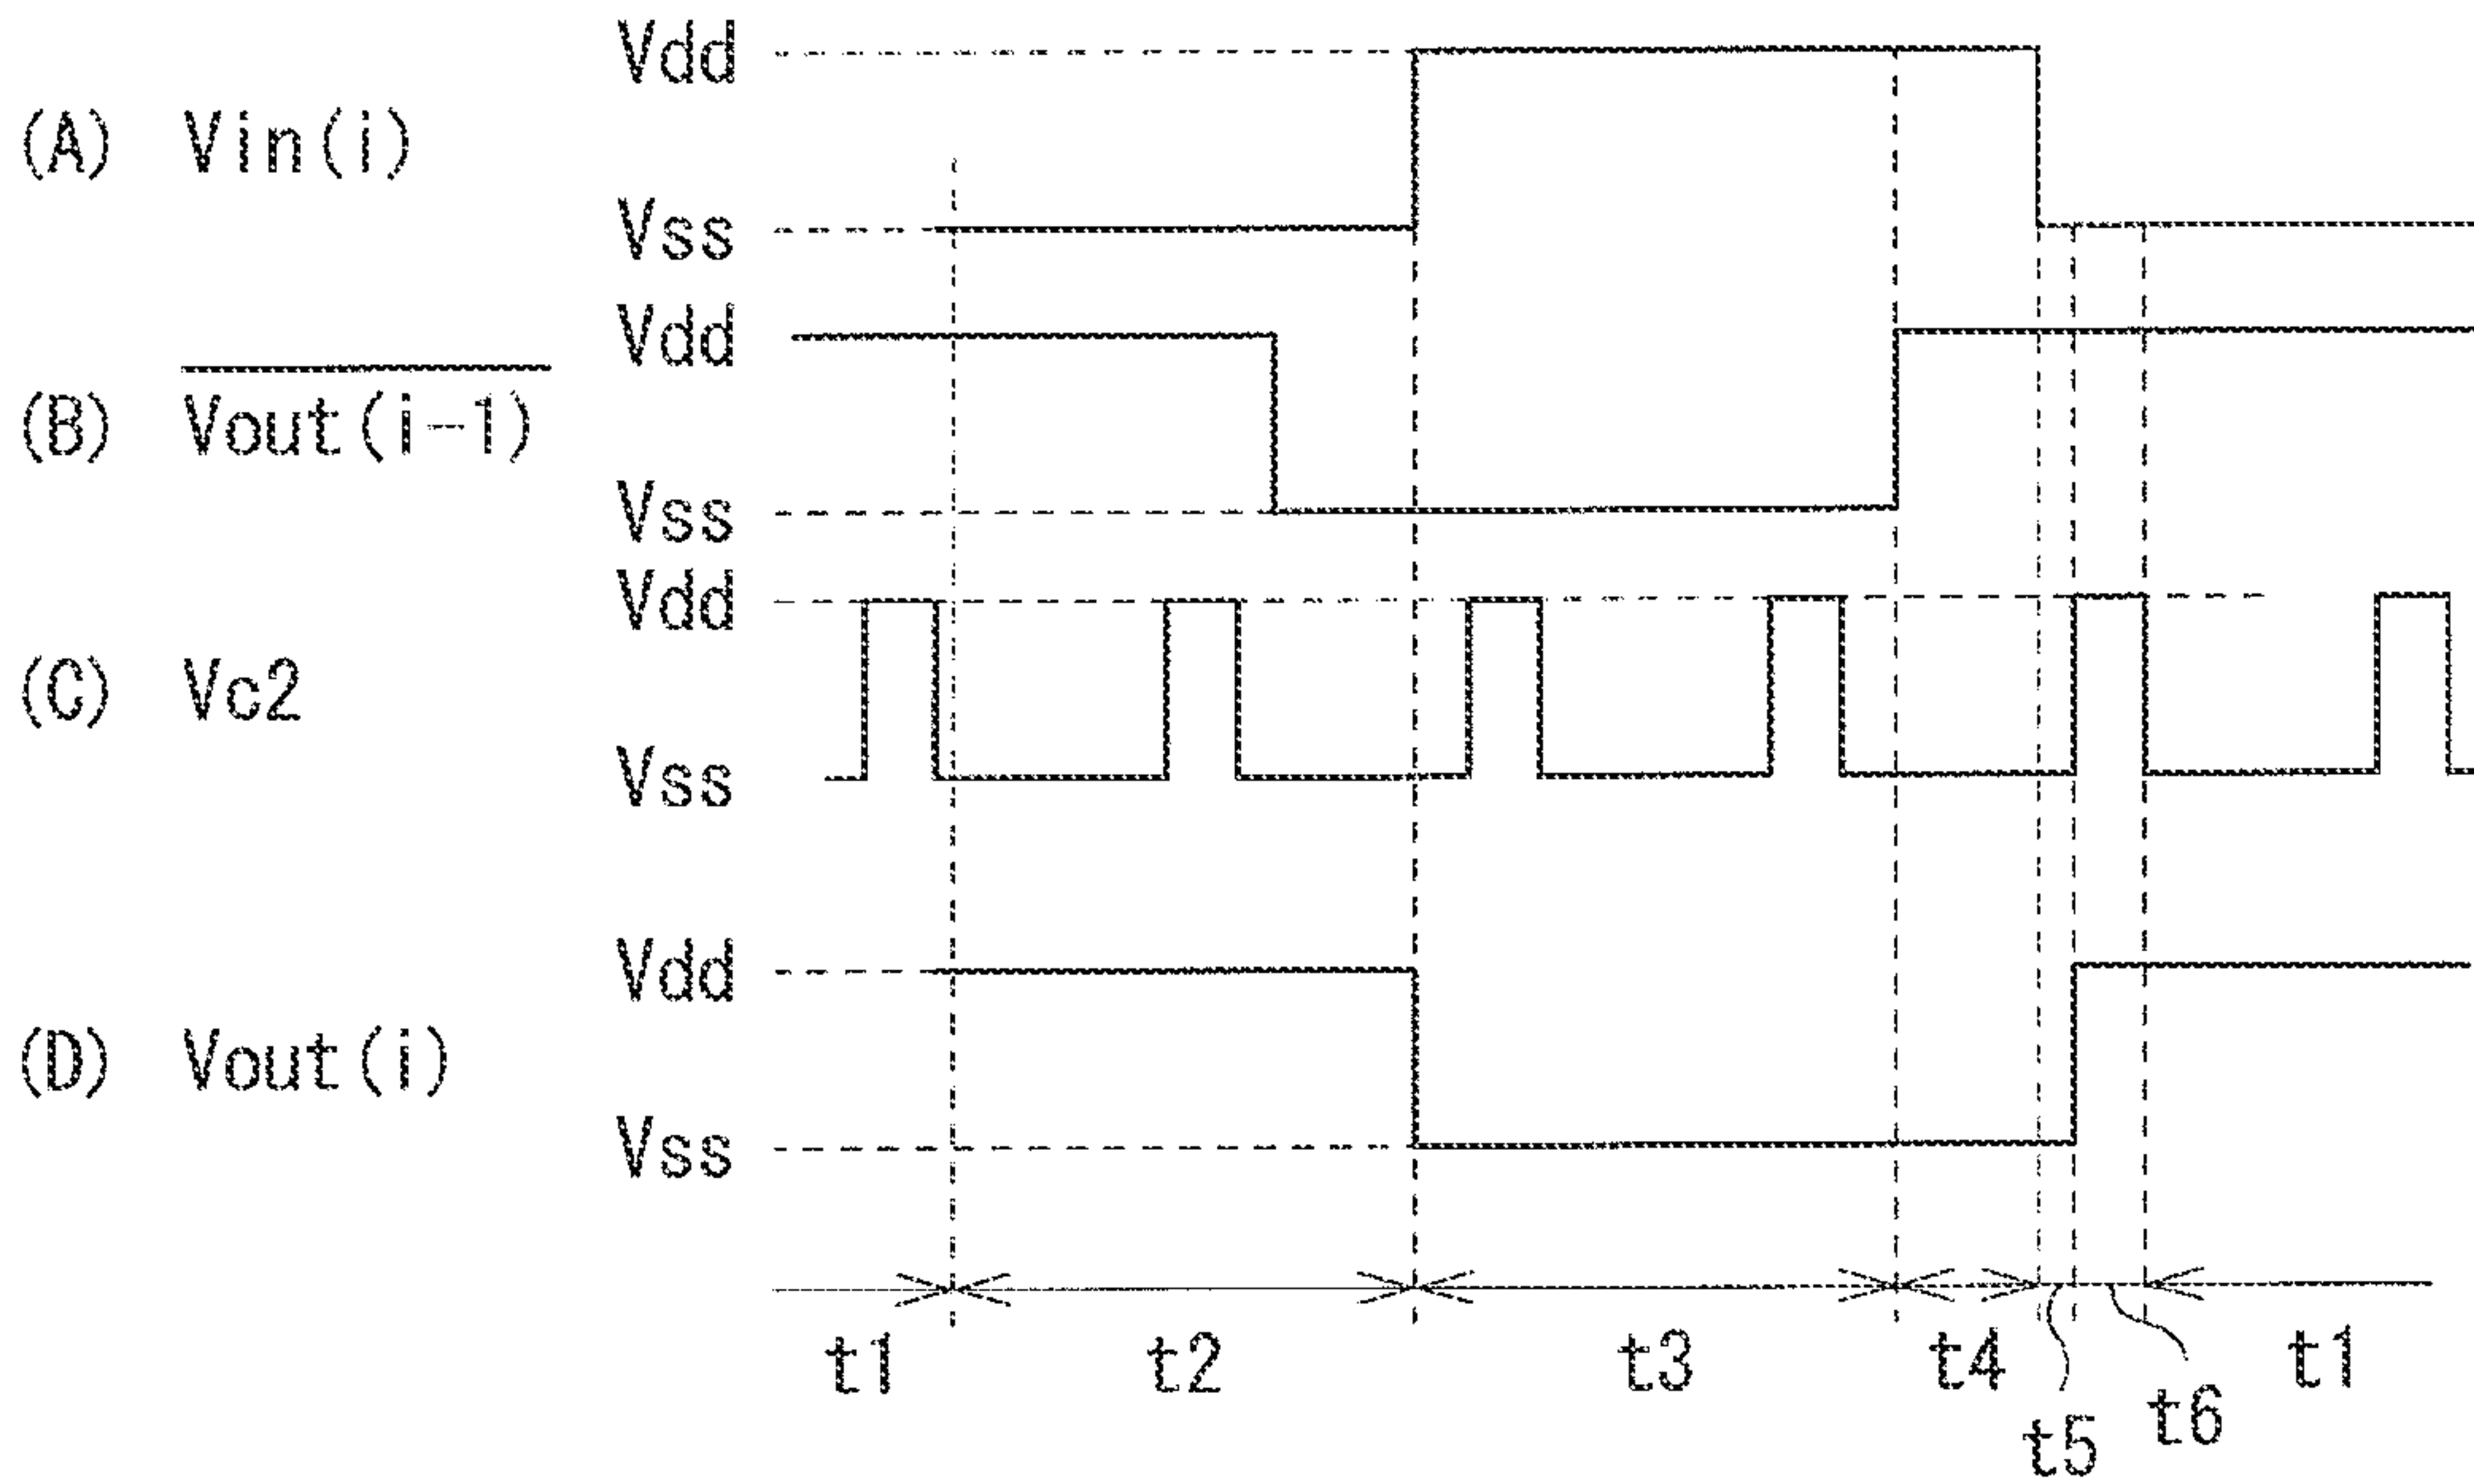 Vdd
(A) Vin(i)
Vss
Vdd
(B) Vout(i-1)
Vss
Vdd
(C) Vc2
Vss
Vdd
(D) Vout(i)
Vss
t1 t2 t3 t4 t5 t6 t1